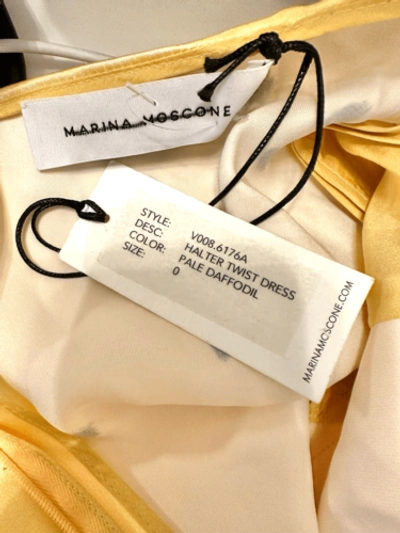 MARINA MOSCONE
STYLE: V008.6176A
DESC: HALTER TWIST DRESS
COLOR: PALE DAFFODIL
SIZE: 0
MARINAMOSCONE.COM